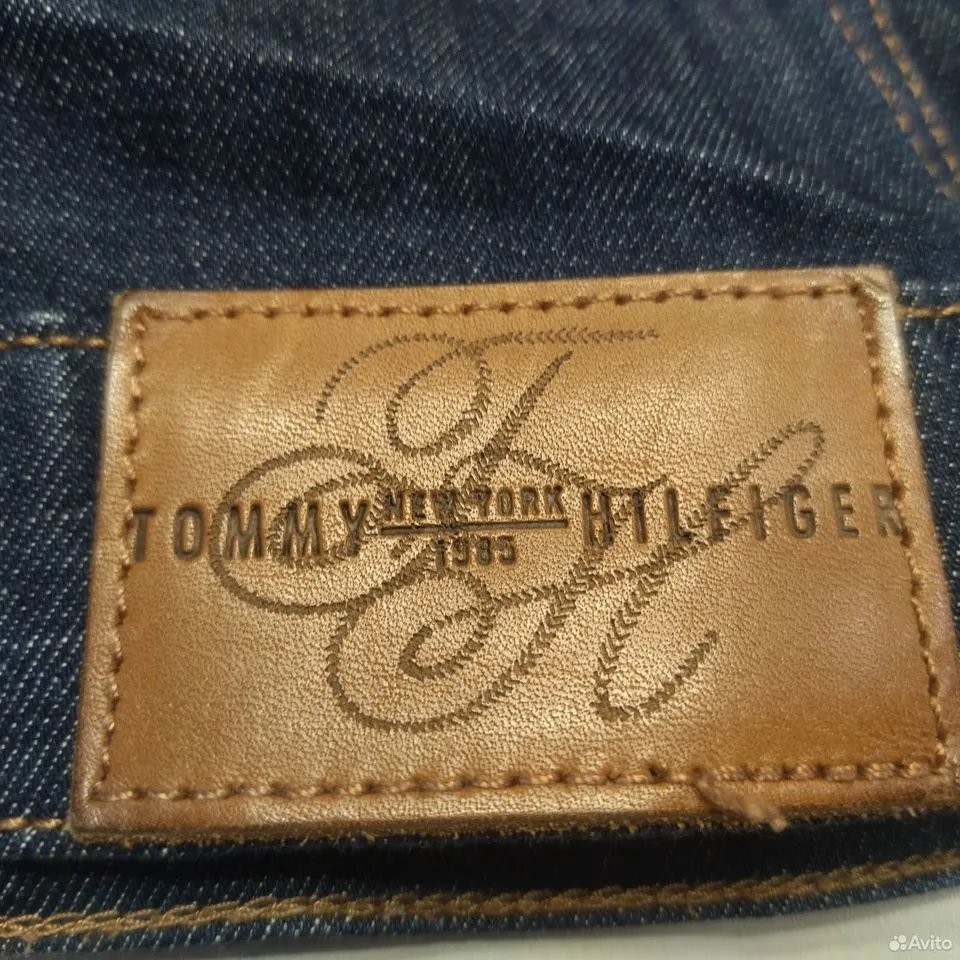 TOMMY NEW YORK HILFIGER
1985
TH
Avito